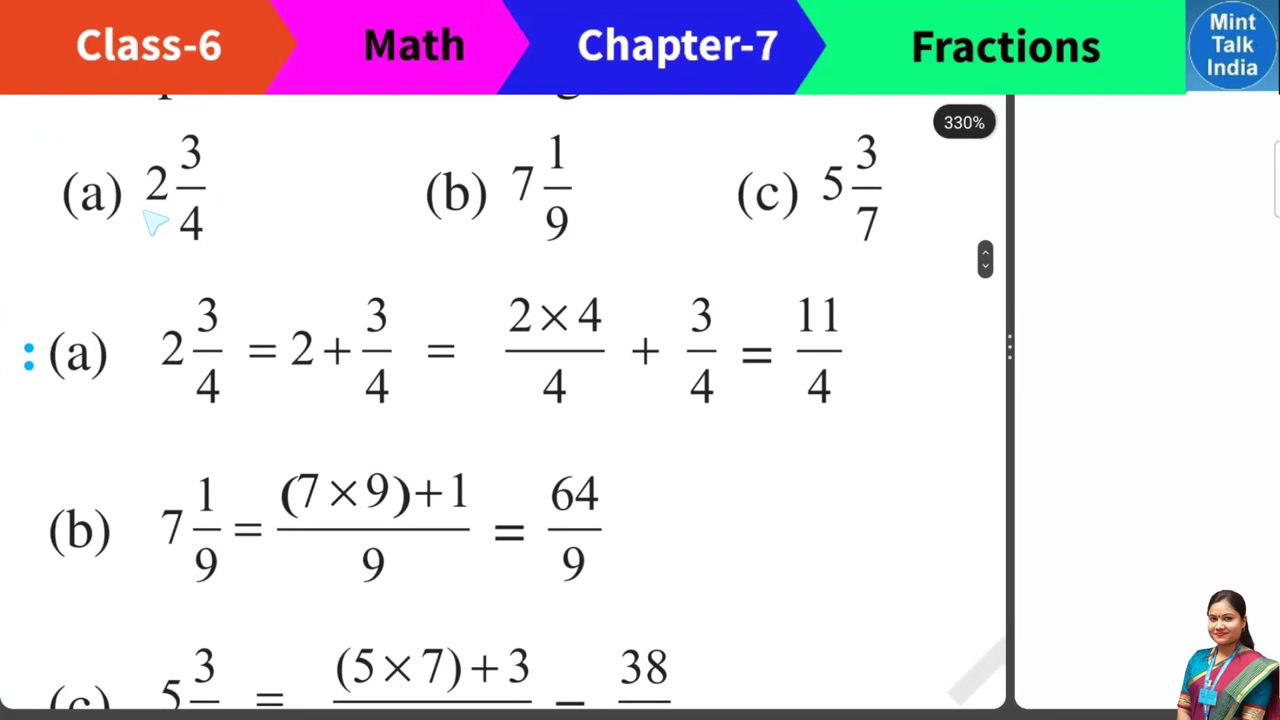 Class-6 Math Chapter-7 Fractions
Mint
Talk
India
330%
(a) 2 3/4 (b) 7 1/9 (c) 5 3/7
: (a) 2 3/4 = 2 + 3/4 = 2 × 4/4 + 3/4 = 11/4
(b) 7 1/9 = (7 × 9) + 1/9 = 64/9
5 3 = (5 × 7) + 3 = 38